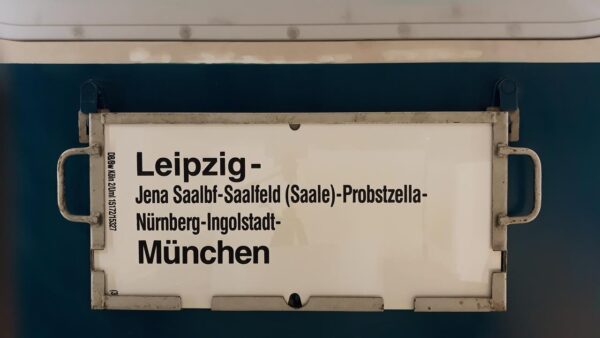 Leipzig-
Jena Saalbf-Saalfeld (Saale)-Probstzella-
Nürnberg-Ingolstadt-
München